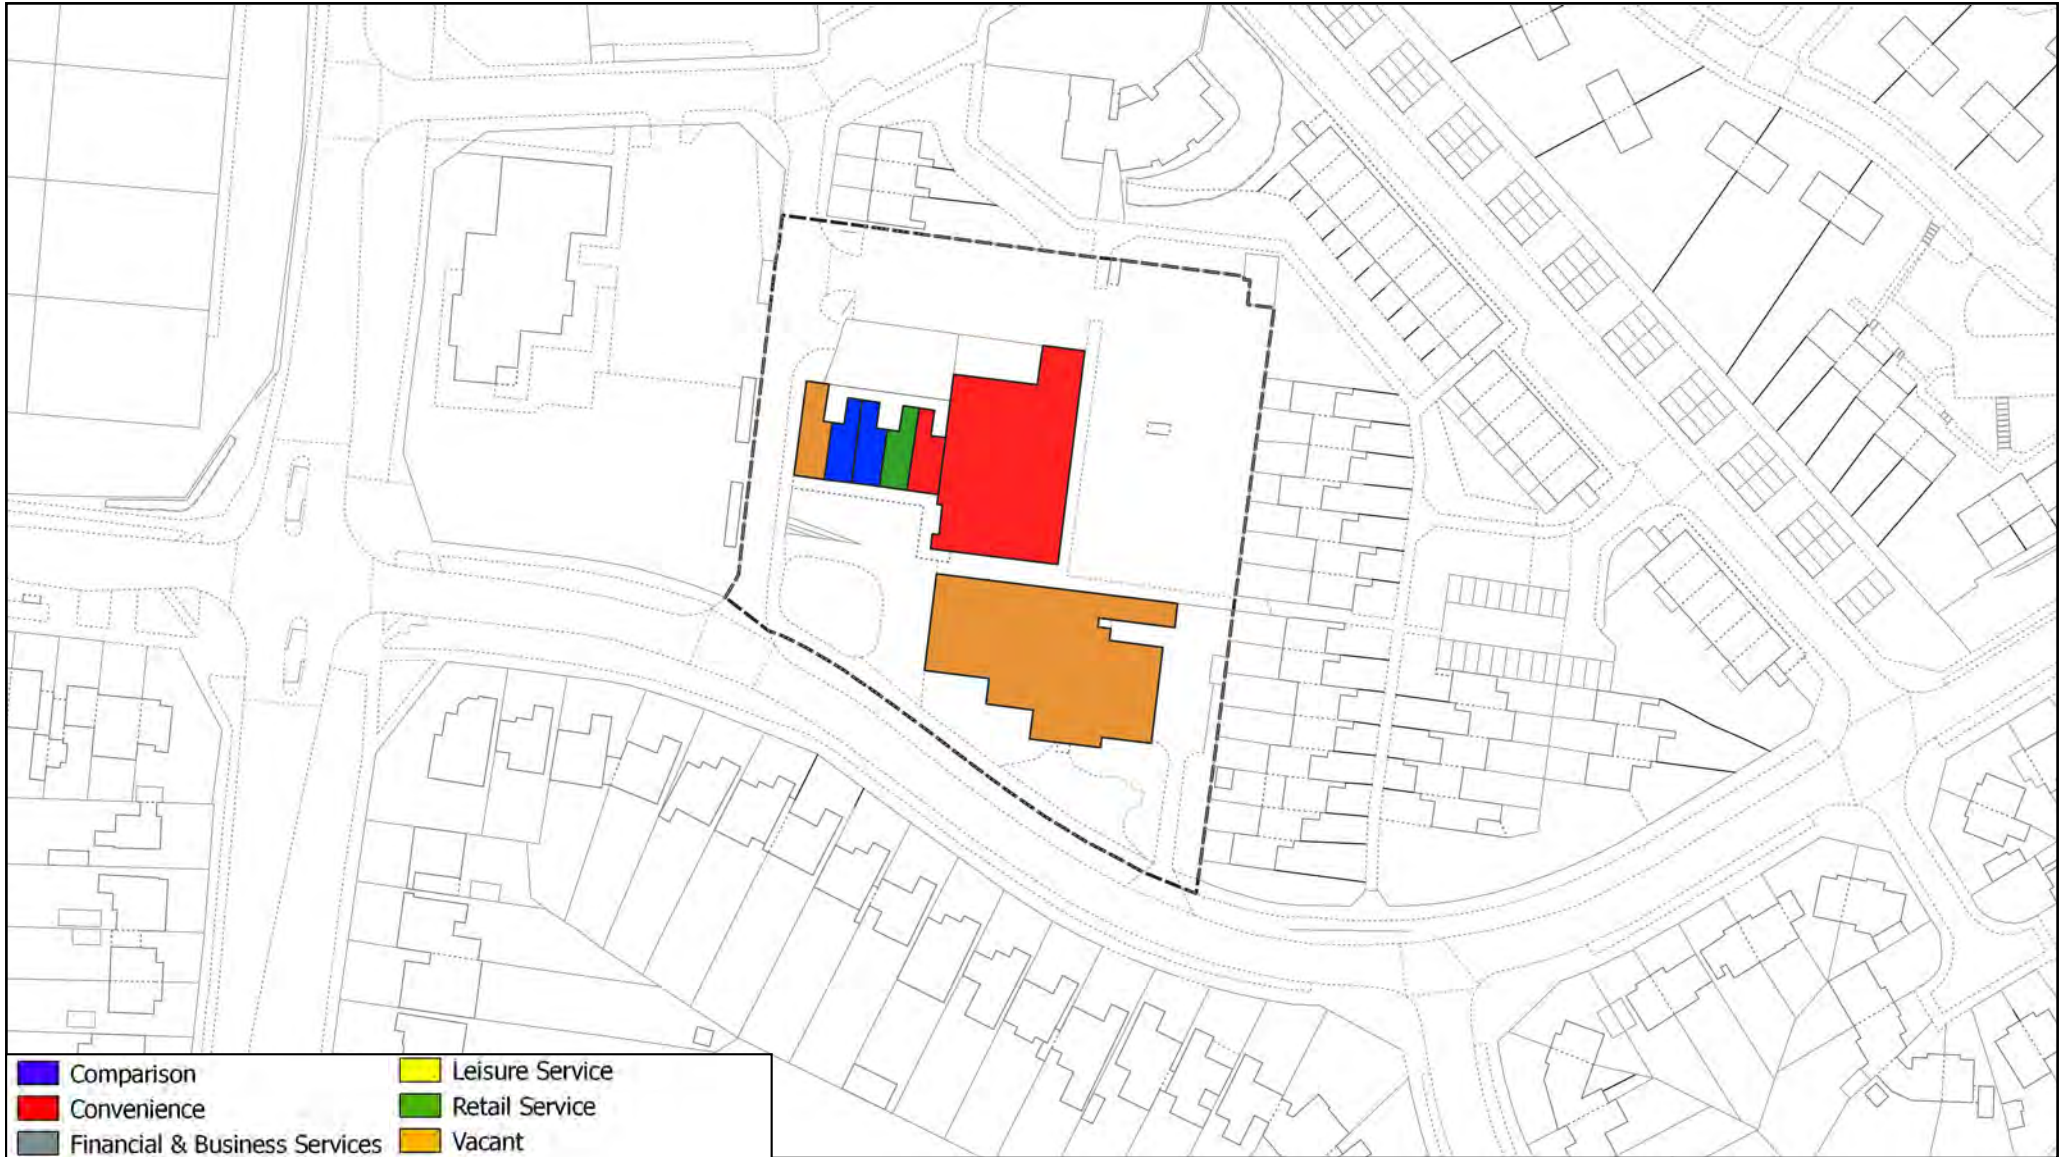 Comparison
Convenience
Financial & Business Services
Leisure Service
Retail Service
Vacant